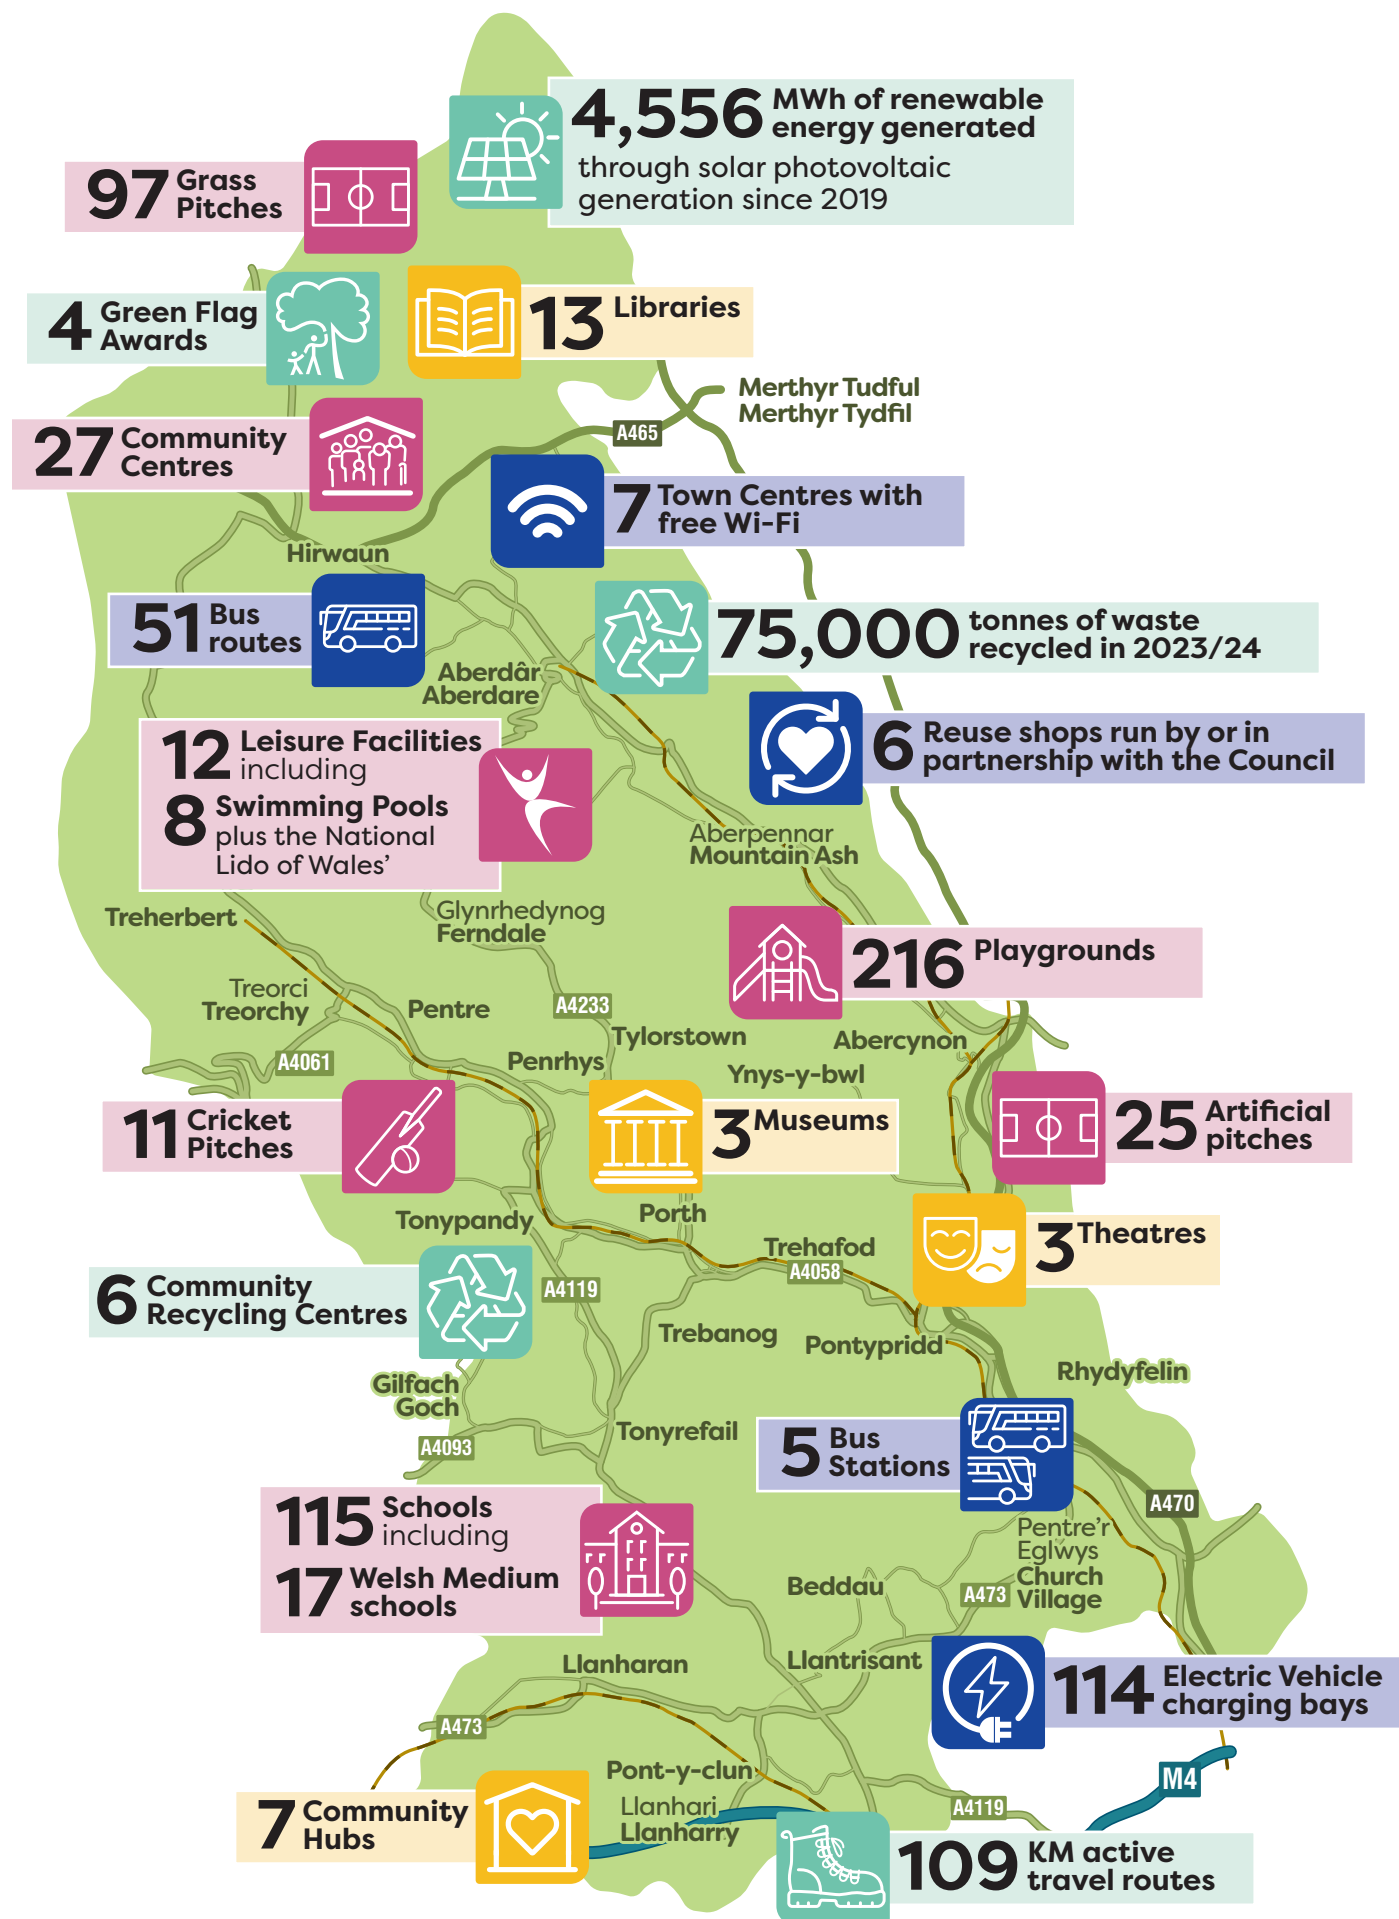 4,556 MWh of renewable
energy generated
through solar photovoltaic
generation since 2019
97 Grass
Pitches
4 Green Flag
Awards
13 Libraries
Merthyr Tudful
Merthyr Tydfil
A465
27 Community
Centres
7 Town Centres with
free Wi-Fi
Hirwaun
51 Bus
routes
75,000 tonnes of waste
recycled in 2023/24
Aberdâr
Aberdare
6 Reuse shops run by or in
partnership with the Council
12 Leisure Facilities
including
8 Swimming Pools
plus the National
Lido of Wales’
Aberpennar
Mountain Ash
Treherbert
Glynrhedynog
Ferndale
216 Playgrounds
Treorci
Treorchy
Pentre
A4233
Tylorstown
Abercynon
A4061
Penrhys
Ynys-y-bwl
11 Cricket
Pitches
3 Museums
25 Artificial
pitches
Tonypandy
Porth
Trehafod
A4058
3 Theatres
6 Community
Recycling Centres
A4119
Trebanog
Pontypridd
Rhydyfelin
Gilfach
Goch
Tonyrefail
A4093
5 Bus
Stations
115 Schools
including
17 Welsh Medium
schools
A470
Pentre’r
Eglwys
Church
Village
Beddau
A473
Llanharan
Llantrisant
114 Electric Vehicle
charging bays
A473
Pont-y-clun
M4
7 Community
Hubs
Llanhari
Llanharry
A4119
109 KM active
travel routes